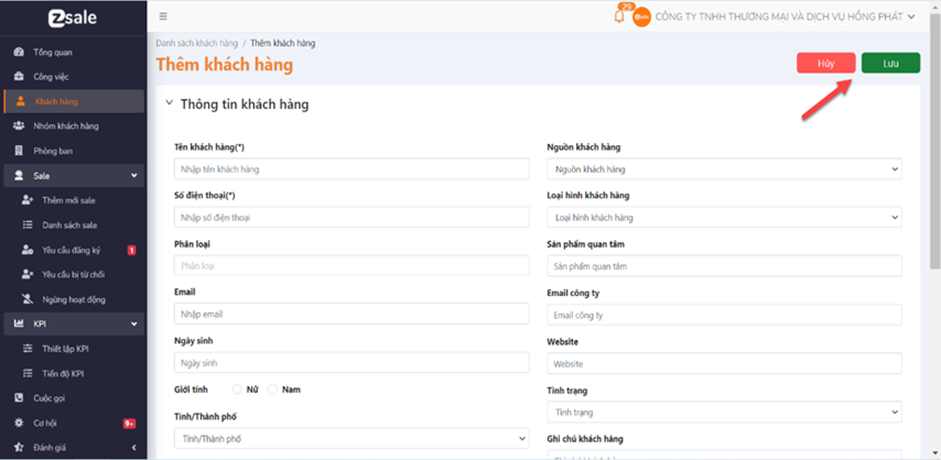 zsale
Tổng quan
Công việc
Khách hàng
Nhóm khách hàng
Phòng ban
Sale
Thêm mới sale
Danh sách sale
Yêu cầu đăng ký 1
Yêu cầu bị từ chối
Ngừng hoạt động
KPI
Thiết lập KPI
Tiến độ KPI
Cuộc gọi
Cơ hội 9+
Đánh giá
29
CÔNG TY TNHH THƯƠNG MẠI VÀ DỊCH VỤ HỒNG PHÁT
Danh sách khách hàng / Thêm khách hàng
Thêm khách hàng
Hủy
Lưu
Thông tin khách hàng
Tên khách hàng(*)
Nhập tên khách hàng
Số điện thoại(*)
Nhập số điện thoại
Phân loại
Phân loại
Email
Nhập email
Ngày sinh
Ngày sinh
Giới tính Nữ Nam
Tỉnh/Thành phố
Tỉnh/Thành phố
Nguồn khách hàng
Nguồn khách hàng
Loại hình khách hàng
Loại hình khách hàng
Sản phẩm quan tâm
Sản phẩm quan tâm
Email công ty
Email công ty
Website
Website
Tình trạng
Tình trạng
Ghi chú khách hàng